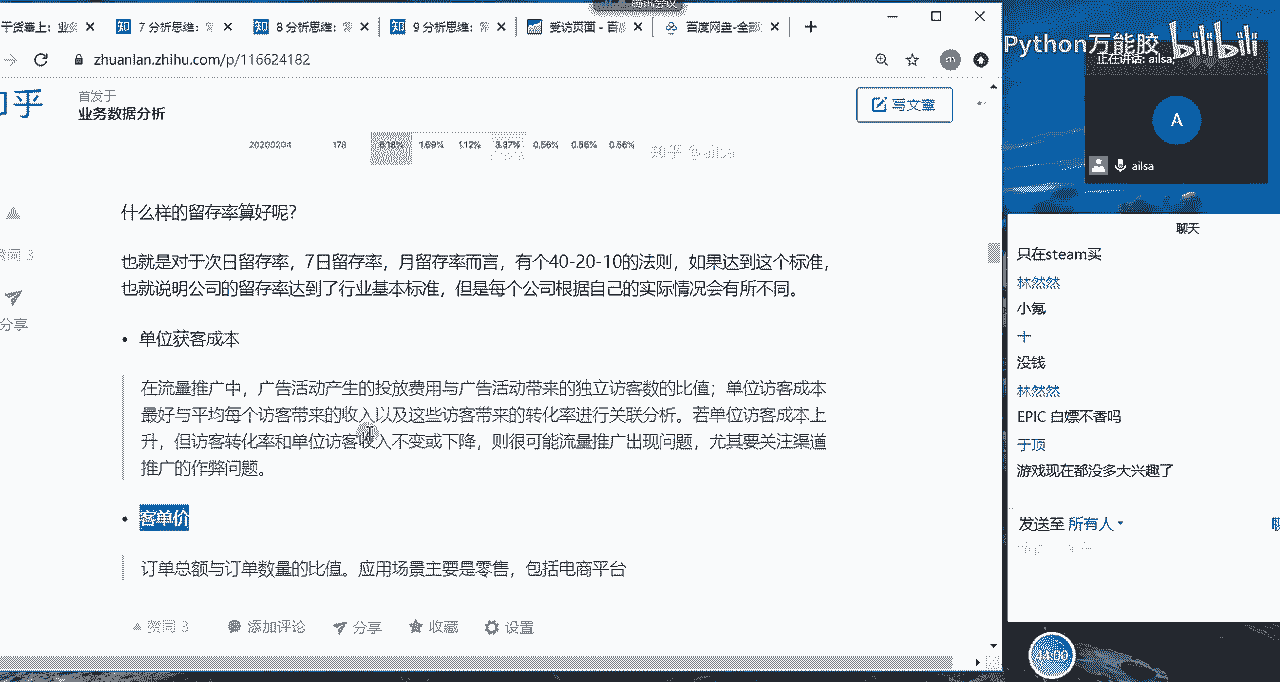 腾讯会议
干货毒上：业
7 分析思维：
8 分析思维：
9 分析思维：
受访页面 - 百
百度网盘-全部
zhuanlan.zhihu.com/p/116624182
Python万能胶 bilibili
正在讲话: ailsa;
A
ailsa
知乎
首发于
业务数据分析
写文章
20200204 178 6.18% 1.69% 1.12% 3.37% 0.56% 0.56% 0.56%
知乎 @ailsa
什么样的留存率算好呢?
也就是对于次日留存率，7日留存率，月留存率而言，有个40-20-10的法则，如果达到这个标准，
也就说明公司的留存率达到了行业基本标准，但是每个公司根据自己的实际情况会有所不同。
赞同 3
分享
• 单位获客成本
在流量推广中，广告活动产生的投放费用与广告活动带来的独立访客数的比值；单位访客成本
最好与平均每个访客带来的收入以及这些访客带来的转化率进行关联分析。若单位访客成本上
升，但访客转化率和单位访客收入不变或下降，则很可能流量推广出现问题，尤其要关注渠道
推广的作弊问题。
• 客单价
订单总额与订单数量的比值。应用场景主要是零售，包括电商平台
赞同 3 添加评论 分享 收藏 设置
聊天
只在steam买
林然然
小氪
十
没钱
林然然
EPIC 白嫖不香吗
于顶
游戏现在都没多大兴趣了
发送至 所有人